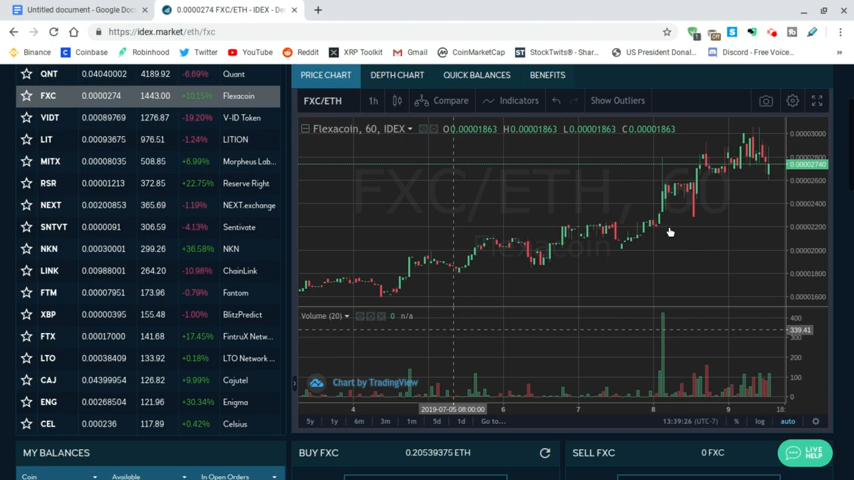 Untitled document - Google Doc
0.0000274 FXC/ETH - IDEX - De
https://idex.market/eth/fxc
Binance Coinbase Robinhood Twitter YouTube Reddit XRP Toolkit Gmail CoinMarketCap StockTwits® - Shar... US President Donal... Discord - Free Voice...
QNT 0.04040002 4189.92 -6.69% Quant
FXC 0.0000274 1443.00 +10.15% Flexacoin
VIDT 0.00089769 1276.87 -19.20% V-ID Token
LIT 0.00093675 976.51 -1.24% LITION
MITX 0.00008035 508.85 +6.99% Morpheus Lab...
RSR 0.00001213 372.85 +22.75% Reserve Right
NEXT 0.00200853 365.69 -1.19% NEXT.exchange
SNTVT 0.0000091 306.59 -4.13% Sentivate
NKN 0.00030001 299.26 +36.58% NKN
LINK 0.00988001 264.20 -10.98% ChainLink
FTM 0.00007951 173.96 -0.79% Fantom
XBP 0.00000395 155.48 -1.00% BlitzPredict
FTX 0.00017000 141.68 +17.45% FintruX Netw...
LTO 0.00038409 133.92 +0.18% LTO Network ...
CAJ 0.04399954 126.82 +9.99% Cajutel
ENG 0.00268504 121.96 +30.34% Enigma
CEL 0.000236 117.89 +0.42% Celsius
MY BALANCES
Coin Available In Open Orders
PRICE CHART DEPTH CHART QUICK BALANCES BENEFITS
FXC/ETH 1h Compare Indicators Show Outliers
Flexacoin, 60, IDEX O0.00001863 H0.00001863 L0.00001863 C0.00001863
FXC/ETH, 60
Flexacoin
0.00003000
0.00002800
0.00002740
0.00002600
0.00002400
0.00002200
0.00002000
0.00001800
0.00001600
Volume (20) 0 n/a
400
339.41
300
200
100
0
Chart by TradingView
4 2019-07-05 08:00:00 6 7 8 9 18:
5y 1y 6m 3m 1m 5d 1d Go to... 13:39:26 (UTC-7) % log auto
BUY FXC 0.20539375 ETH
SELL FXC 0 FXC
LIVE
HELP